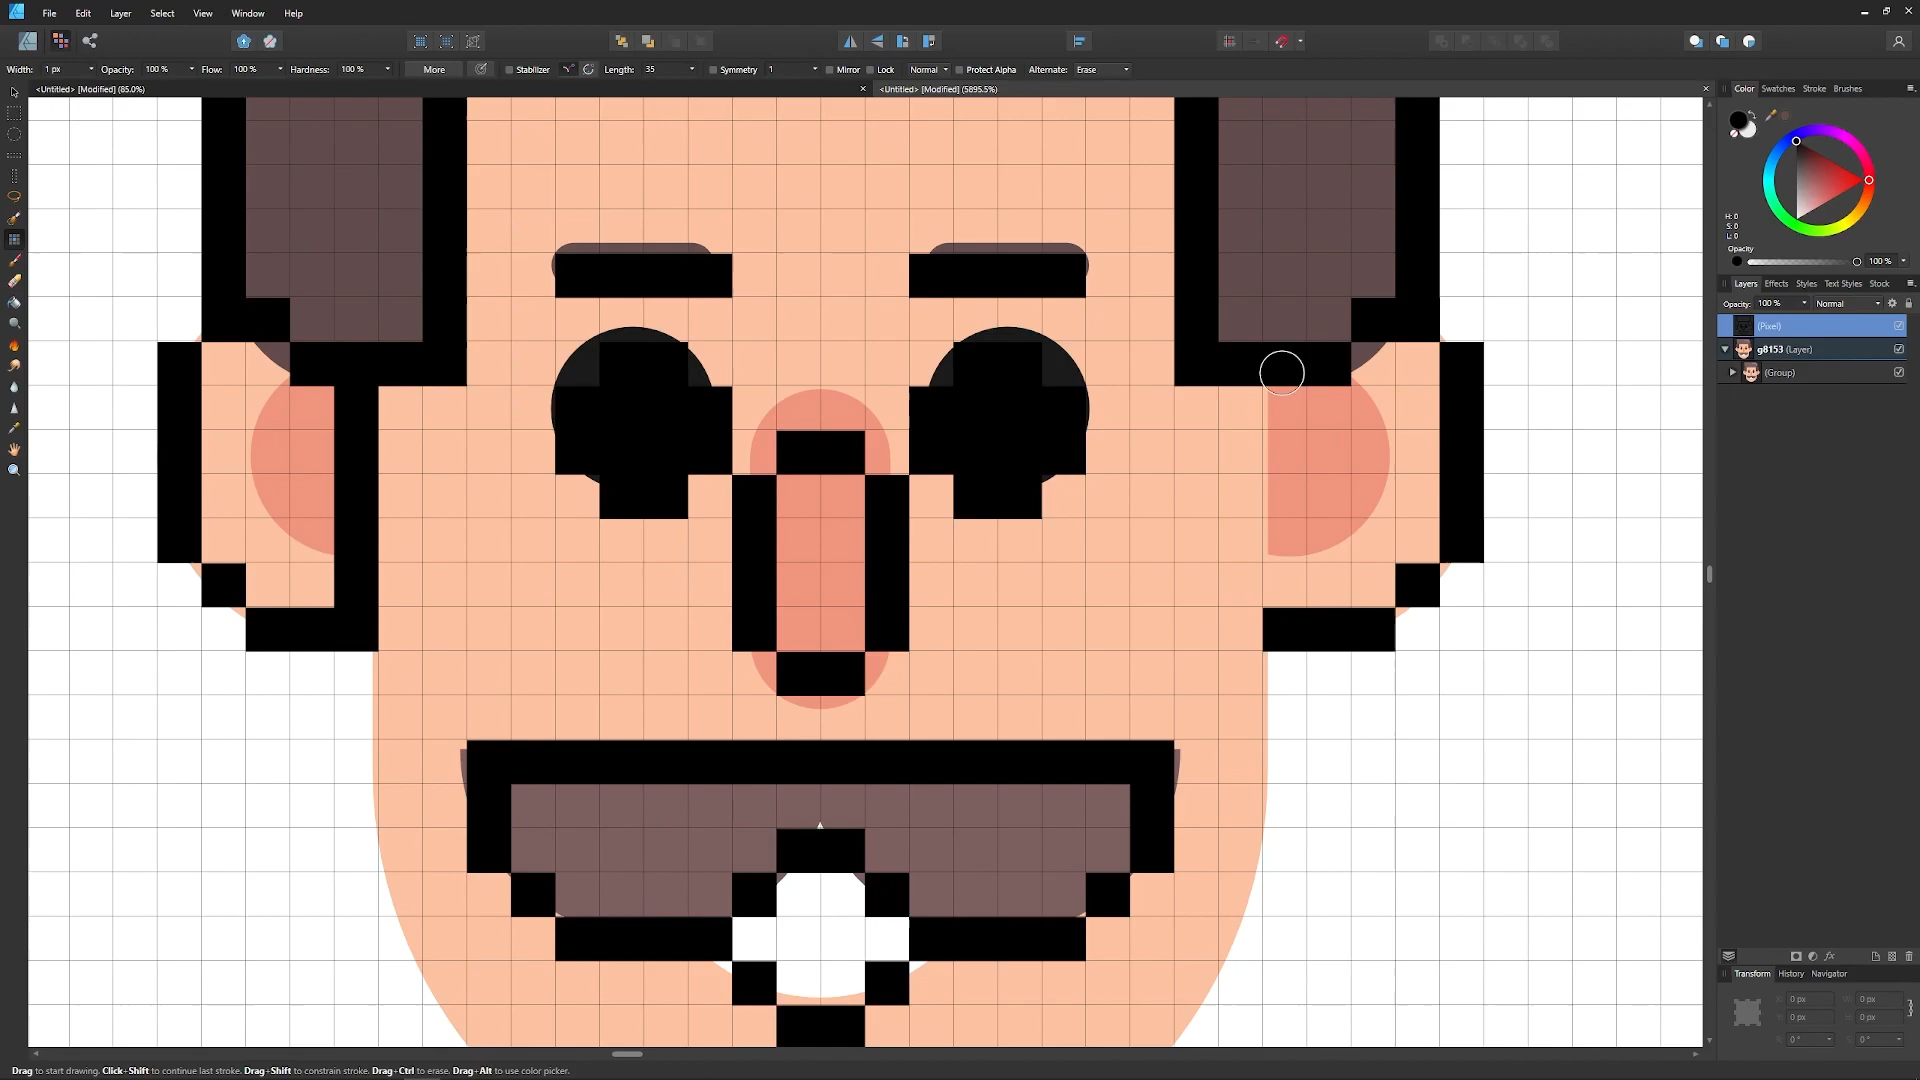 File Edit Layer Select View Window Help
Width: 1 px Opacity: 100 % Flow: 100 % Hardness: 100 % More Stabilizer Length: 35 Symmetry 1 Mirror Lock Normal Protect Alpha Alternate: Erase
<Untitled> [Modified] (85.0%)
<Untitled> [Modified] (5895.5%)
Color Swatches Stroke Brushes
H: 0
S: 0
L: 0
Opacity
100 %
Layers Effects Styles Text Styles Stock
Opacity: 100 % Normal
(Pixel)
g8153 (Layer)
(Group)
Transform History Navigator
0 px 0 px
0 px 0 px
0 ° 0 °
Drag to start drawing. Click+Shift to continue last stroke. Drag+Shift to constrain stroke. Drag+Ctrl to erase. Drag+Alt to use color picker.